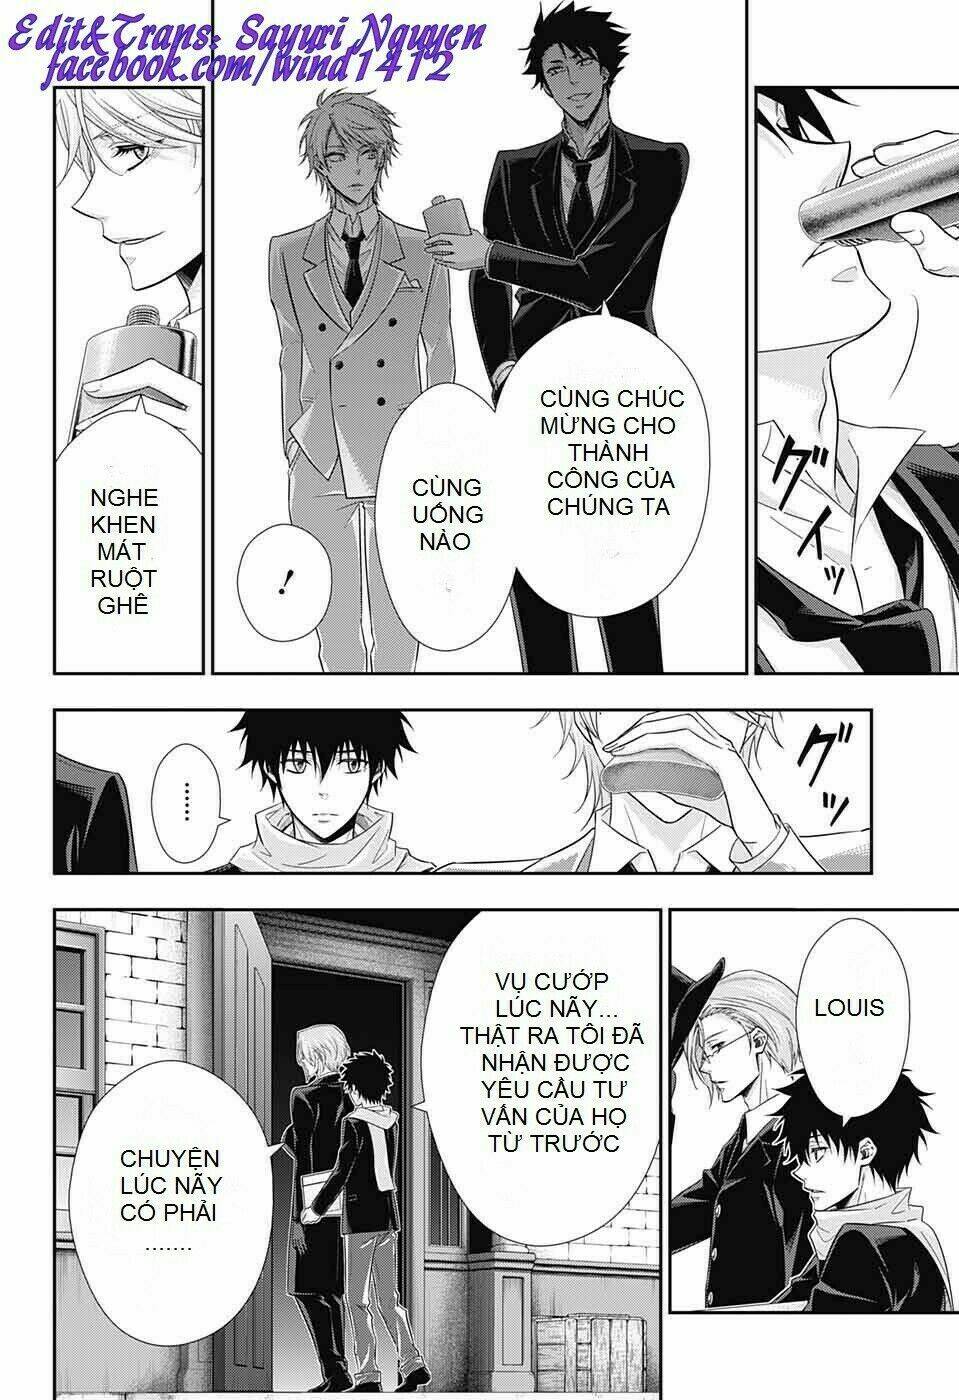 Edit&Trans: Sayuri Nguyen
facebook.com/wind1412
グイッ
CÙNG CHÚC
MỪNG CHO
THÀNH
CÔNG CỦA
CHÚNG TA
CÙNG
UỐNG
NÀO
!
NGHE
KHEN
MÁT
RUỘT
GHÊ
グッ
......
LOUIS
VỤ CƯỚP
LÚC NÃY...
THẬT RA TÔI ĐÃ
NHẬN ĐƯỢC
YÊU CẦU TƯ
VẤN CỦA HỌ
TỪ TRƯỚC
CHUYỆN
LÚC NÃY
CÓ PHẢI
.......